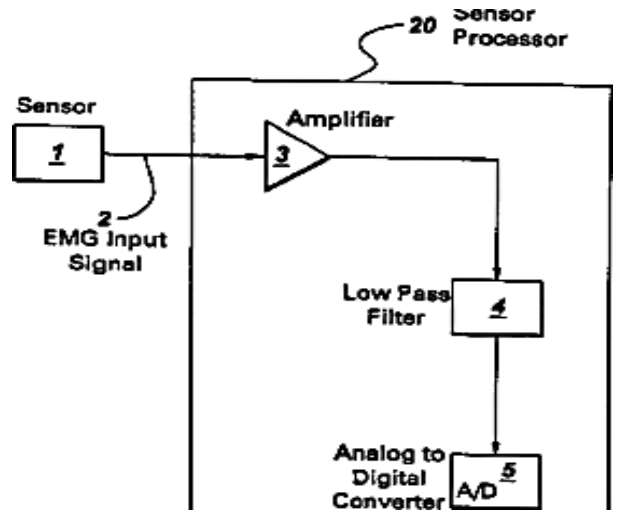 20
Sensor
Processor
Sensor
1
Amplifier
3
2
EMG Input
Signal
Low Pass
Filter
4
Analog to
Digital
Converter
5
A/D